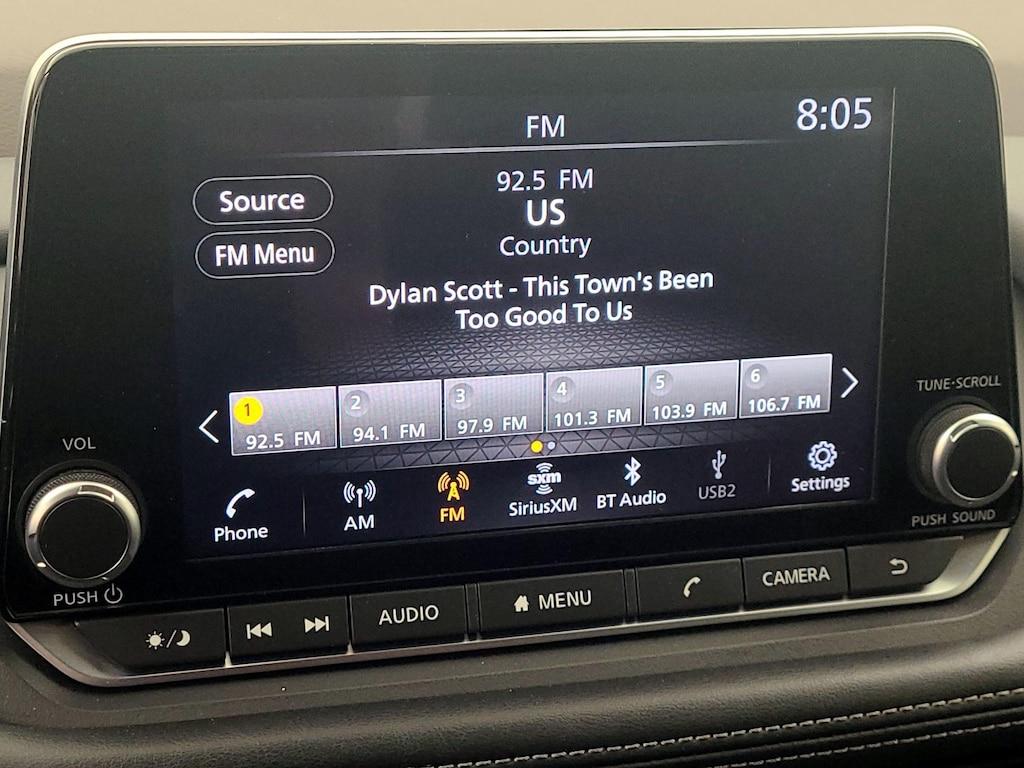 FM
8:05
Source
FM Menu
92.5 FM
US
Country
Dylan Scott - This Town's Been
Too Good To Us
1
92.5 FM
2
94.1 FM
3
97.9 FM
4
101.3 FM
5
103.9 FM
6
106.7 FM
Phone
AM
FM
sxm
SiriusXM
BT Audio
USB2
Settings
VOL
PUSH
TUNE·SCROLL
PUSH SOUND
AUDIO
MENU
CAMERA